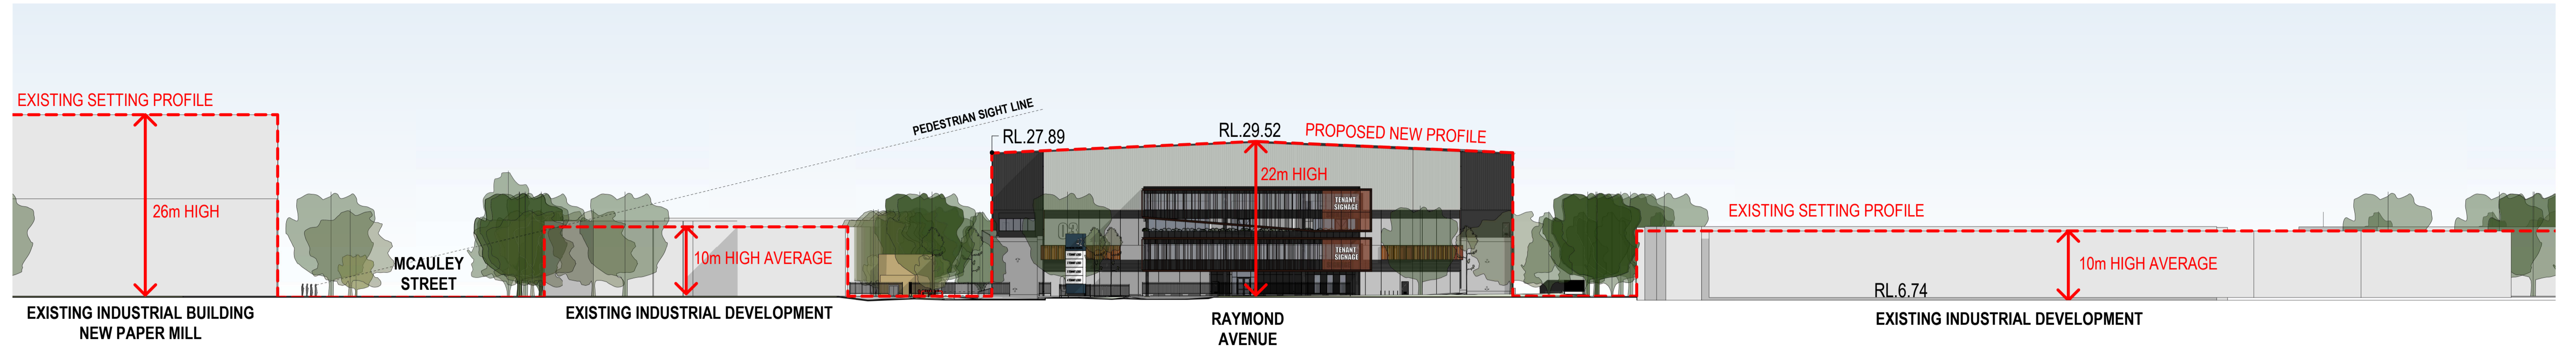 EXISTING SETTING PROFILE
26m HIGH
EXISTING INDUSTRIAL BUILDING
NEW PAPER MILL
MCAULEY
STREET
10m HIGH AVERAGE
EXISTING INDUSTRIAL DEVELOPMENT
PEDESTRIAN SIGHT LINE
RL.27.89
RL.29.52
PROPOSED NEW PROFILE
22m HIGH
TENANT
SIGNAGE
03
TENANT
SIGNAGE
RAYMOND
AVENUE
EXISTING SETTING PROFILE
10m HIGH AVERAGE
RL.6.74
EXISTING INDUSTRIAL DEVELOPMENT